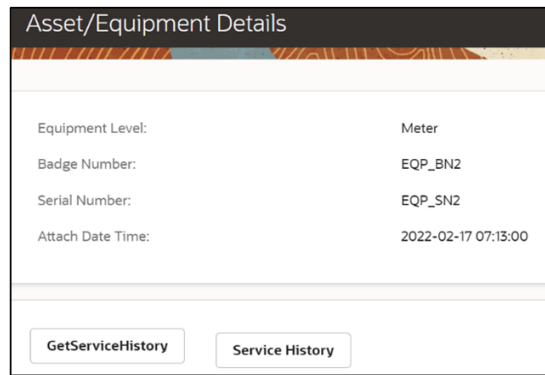 Asset/Equipment Details
Equipment Level: Meter
Badge Number: EQP_BN2
Serial Number: EQP_SN2
Attach Date Time: 2022-02-17 07:13:00
GetServiceHistory Service History